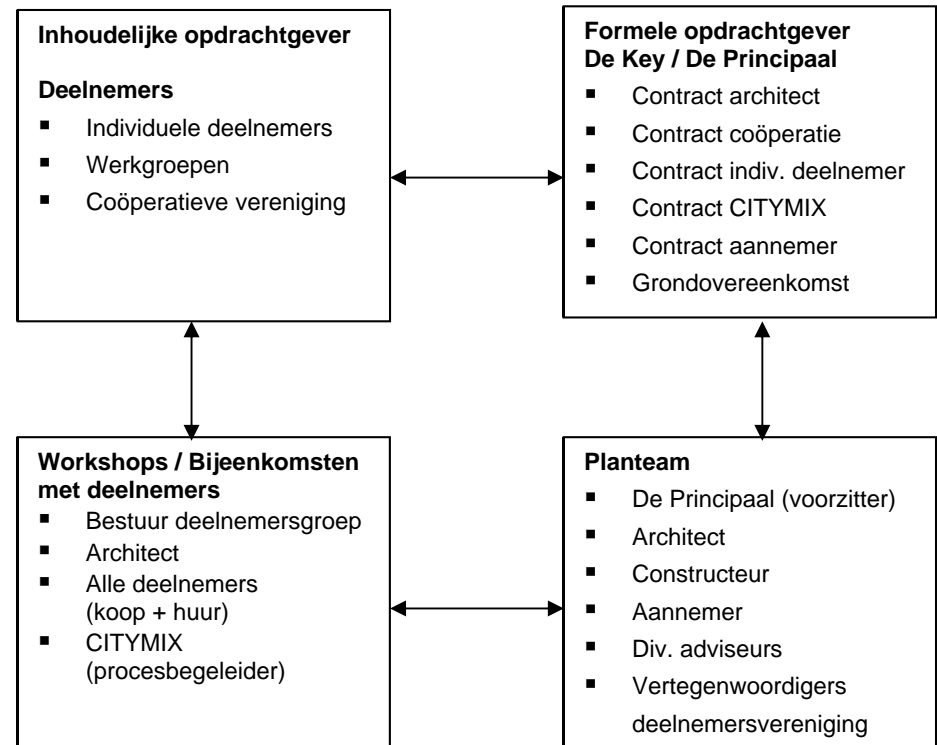 Inhoudelijke opdrachtgever
Deelnemers
▪ Individuele deelnemers
▪ Werkgroepen
▪ Coöperatieve vereniging
Formele opdrachtgever
De Key / De Principaal
▪ Contract architect
▪ Contract coöperatie
▪ Contract indiv. deelnemer
▪ Contract CITYMIX
▪ Contract aannemer
▪ Grondovereenkomst
Workshops / Bijeenkomsten
met deelnemers
▪ Bestuur deelnemersgroep
▪ Architect
▪ Alle deelnemers
(koop + huur)
▪ CITYMIX
(procesbegeleider)
Planteam
▪ De Principaal (voorzitter)
▪ Architect
▪ Constructeur
▪ Aannemer
▪ Div. adviseurs
▪ Vertegenwoordigers
deelnemersvereniging